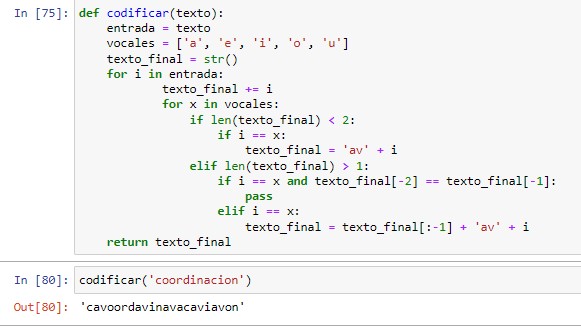 In [75]: def codificar(texto):
    entrada = texto
    vocales = ['a', 'e', 'i', 'o', 'u']
    texto_final = str()
    for i in entrada:
            texto_final += i
            for x in vocales:
                if len(texto_final) < 2:
                    if i == x:
                        texto_final = 'av' + i
                elif len(texto_final) > 1:
                    if i == x and texto_final[-2] == texto_final[-1]:
                        pass
                    elif i == x:
                        texto_final = texto_final[:-1] + 'av' + i
    return texto_final
In [80]: codificar('coordinacion')
Out[80]: 'cavoordavinavacaviavon'